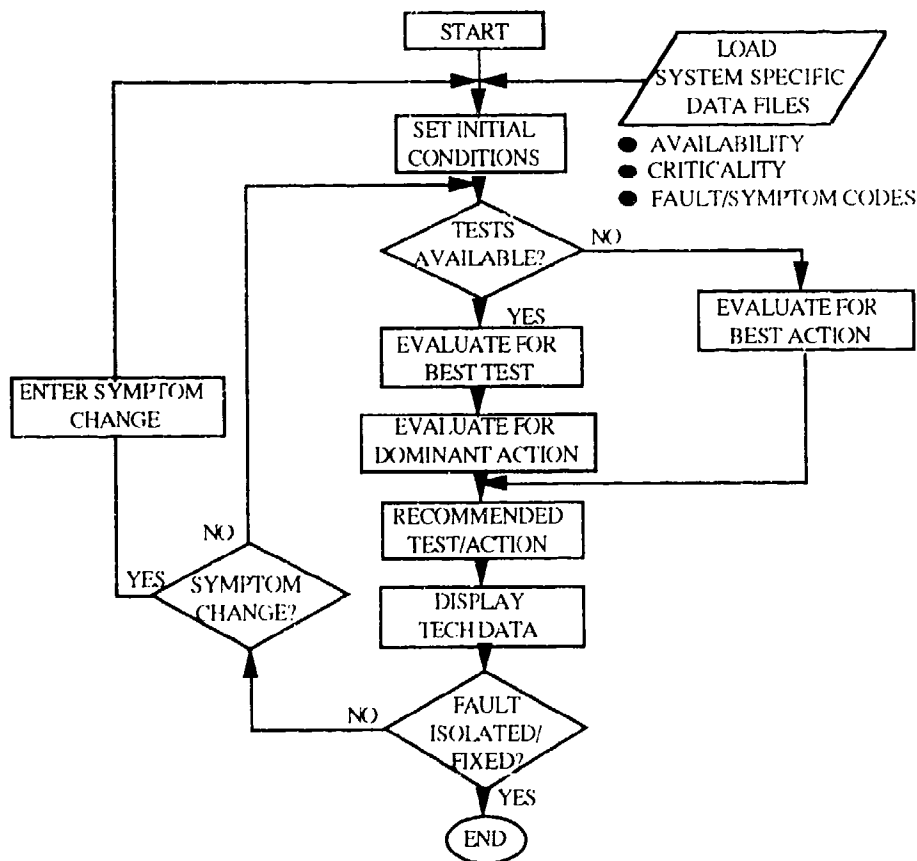 START
LOAD
SYSTEM SPECIFIC
DATA FILES
SET INITIAL
CONDITIONS
● AVAILABILITY
● CRITICALITY
● FAULT/SYMPTOM CODES
TESTS
AVAILABLE?
NO
YES
EVALUATE FOR
BEST ACTION
EVALUATE FOR
BEST TEST
ENTER SYMPTOM
CHANGE
EVALUATE FOR
DOMINANT ACTION
RECOMMENDED
TEST/ACTION
NO
YES
SYMPTOM
CHANGE?
DISPLAY
TECH DATA
NO
FAULT
ISOLATED/
FIXED?
YES
END